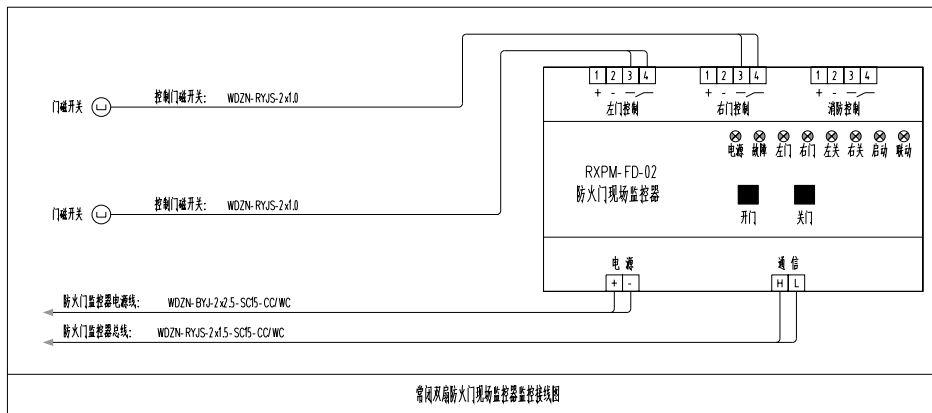 1 2 3 4 1 2 3 4 1 2 3 4
+ - + - + -
左门控制 右门控制 消防控制
门磁开关 控制门磁开关: WDZN-RYJS-2x1.0
电源 故障 左门 右门 左关 右关 启动 联动
RXPM-FD-02
防火门现场监控器
开门 关门
门磁开关 控制门磁开关: WDZN-RYJS-2x1.0
电 源 通 信
+ - H L
防火门监控器电源线: WDZN-BYJ-2x2.5-SC15-CC/WC
防火门监控器总线: WDZN-RYJS-2x1.5-SC15-CC/WC
常闭双扇防火门现场监控器监控接线图